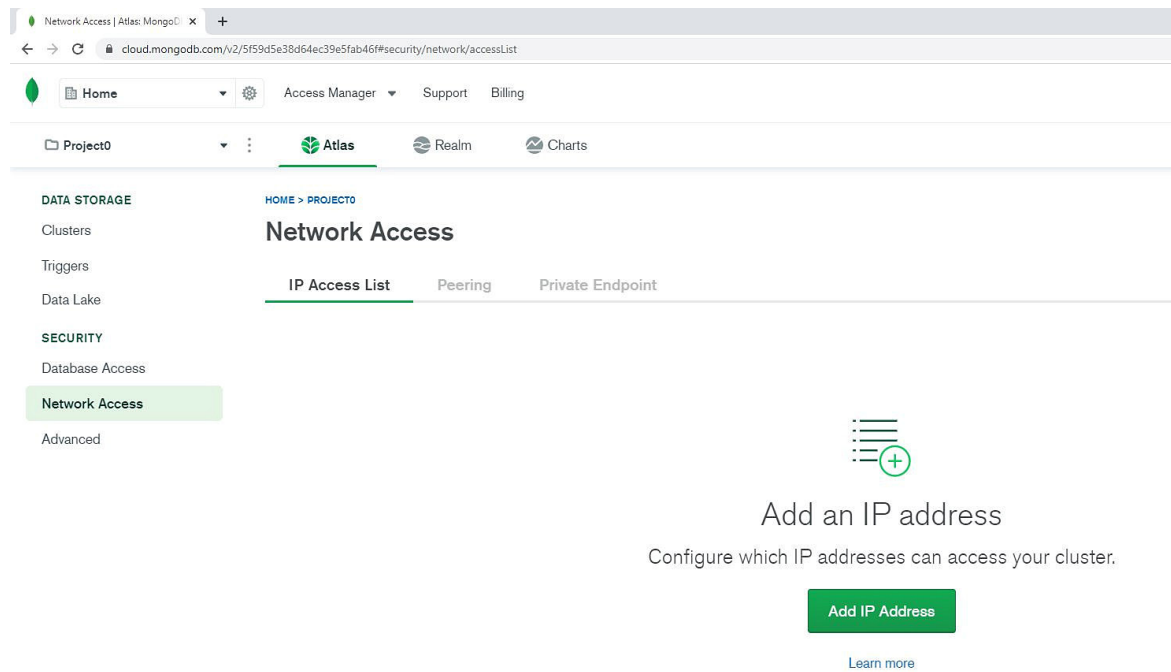 Network Access | Atlas: MongoD
cloud.mongodb.com/v2/5f59d5e38d64ec39e5fab46f#security/network/accessList
Home Access Manager Support Billing
Project0 Atlas Realm Charts
DATA STORAGE
Clusters
Triggers
Data Lake
SECURITY
Database Access
Network Access
Advanced
HOME > PROJECT0
Network Access
IP Access List Peering Private Endpoint
Add an IP address
Configure which IP addresses can access your cluster.
Add IP Address
Learn more